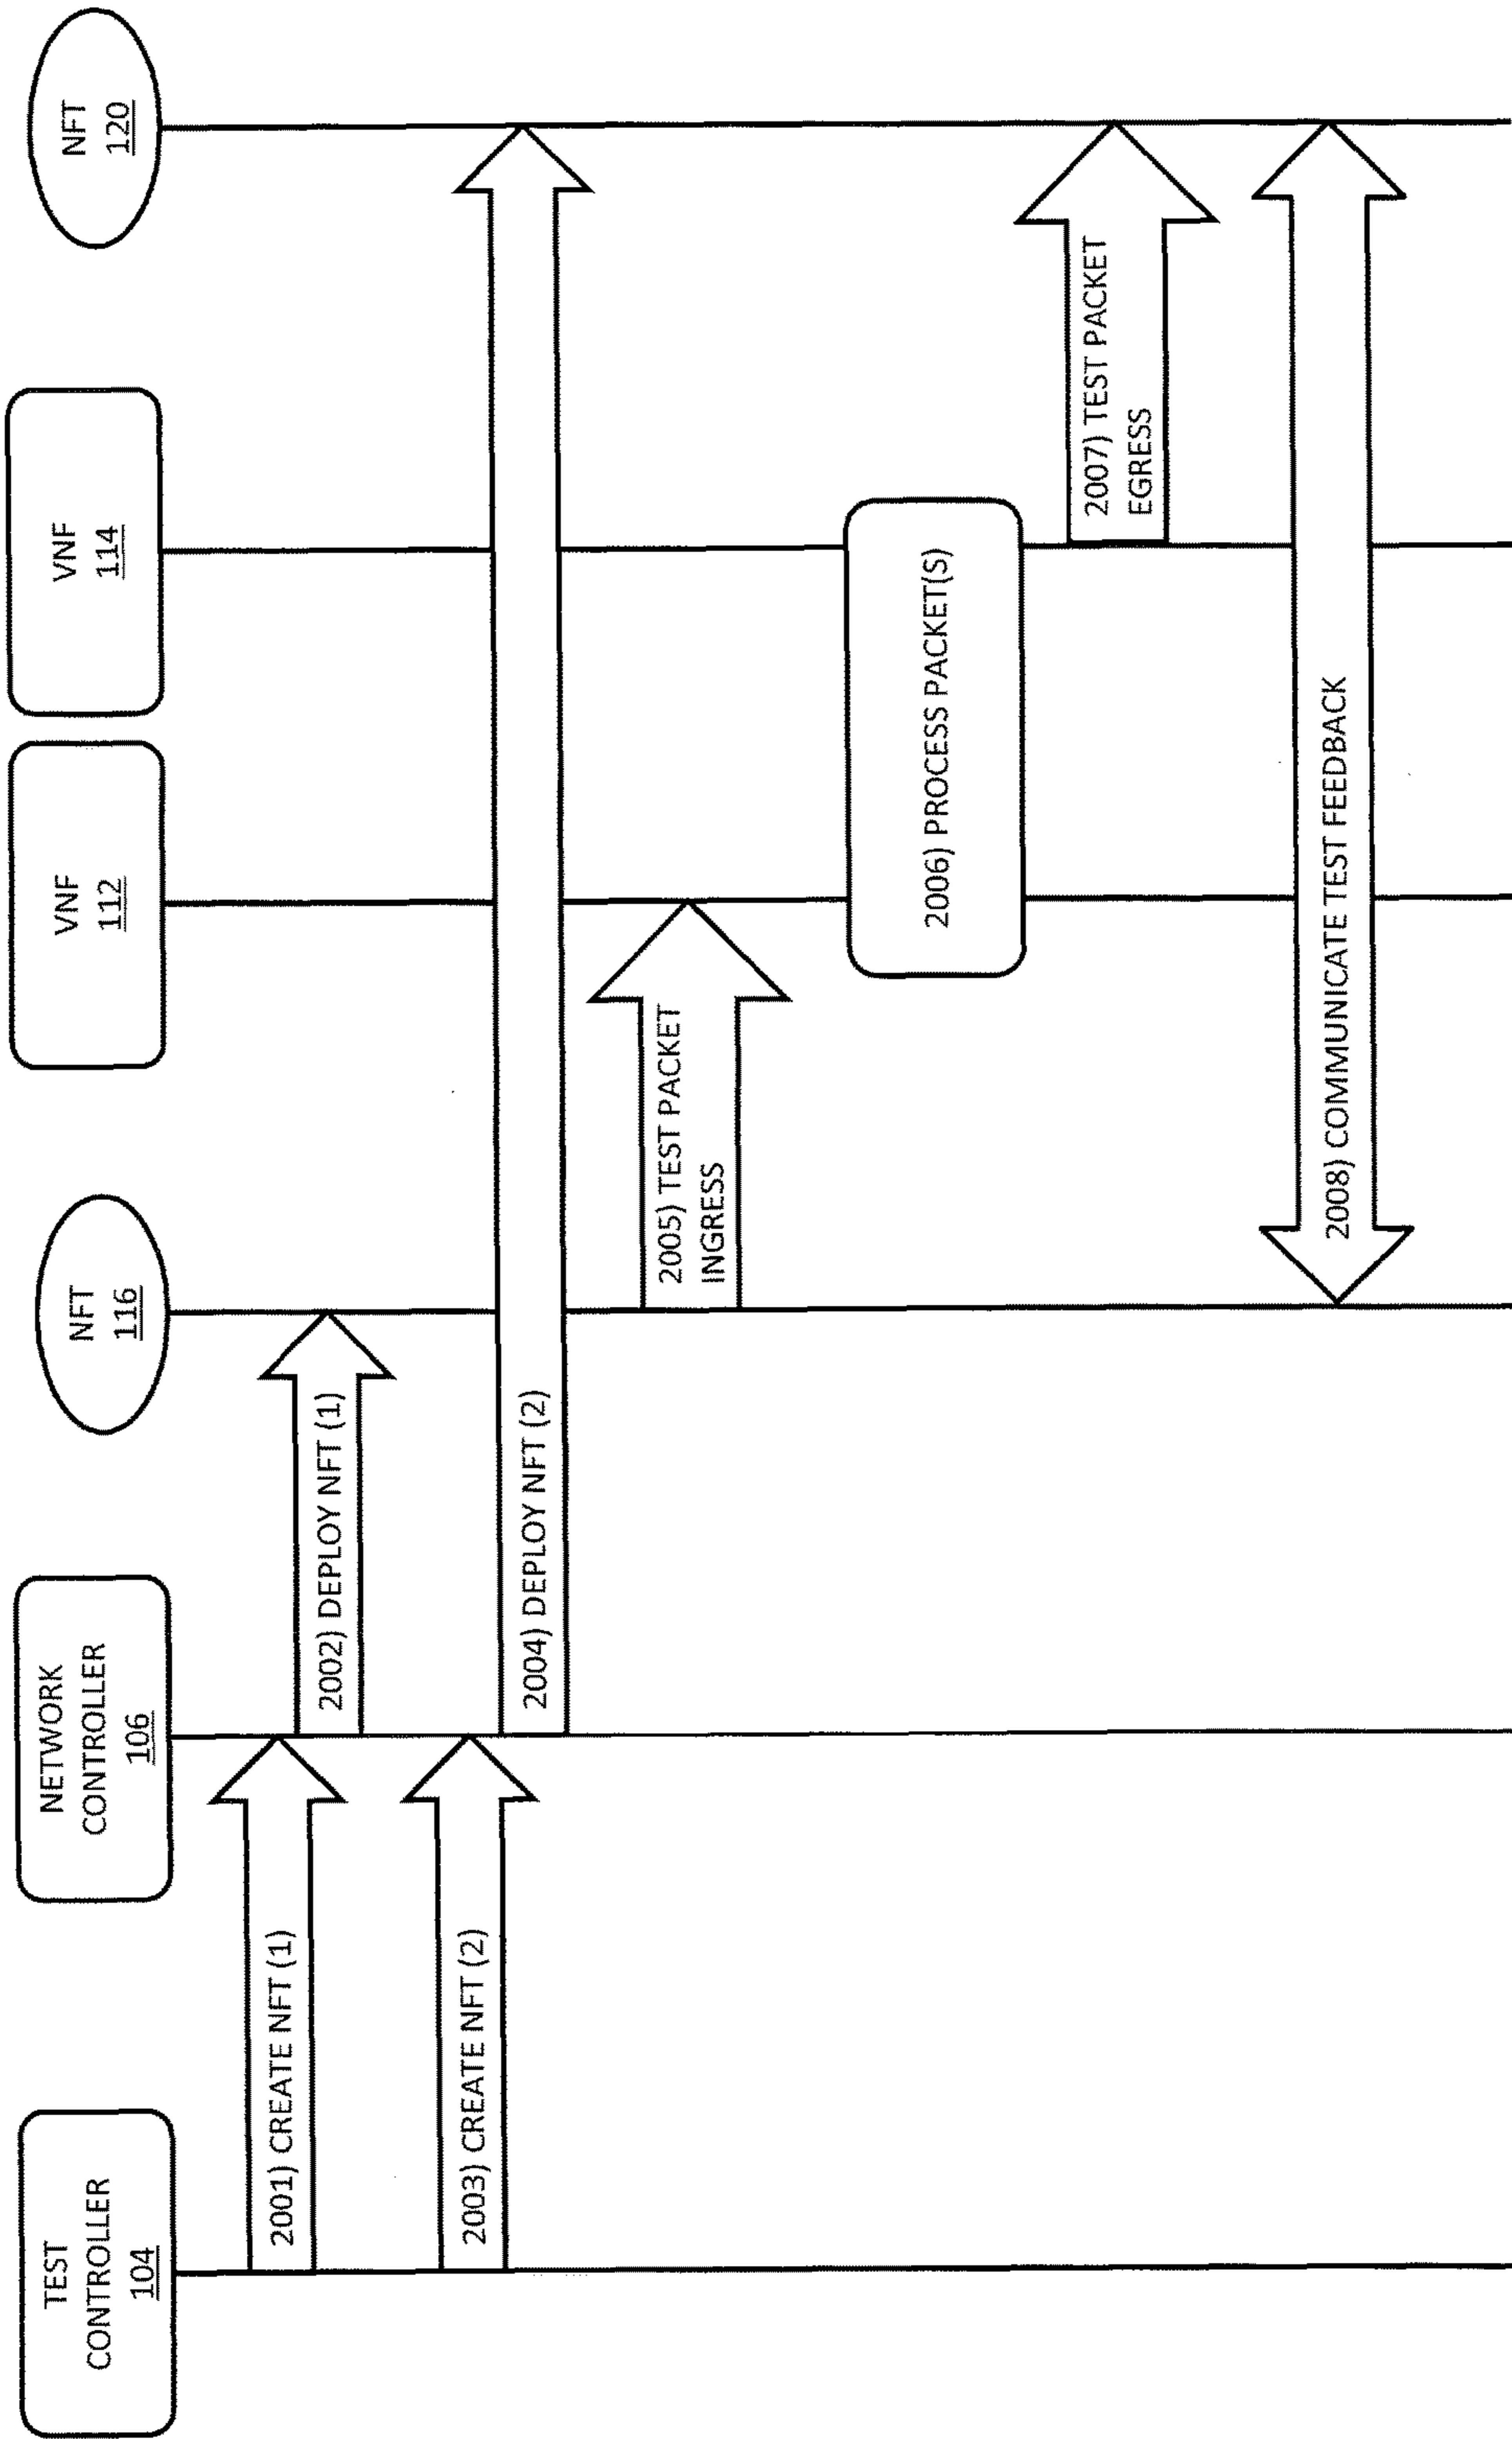 TEST
CONTROLLER
104
NETWORK
CONTROLLER
106
NFT
116
VNF
112
VNF
114
NFT
120
2001) CREATE NFT (1)
2002) DEPLOY NFT (1)
2003) CREATE NFT (2)
2004) DEPLOY NFT (2)
2005) TEST PACKET
INGRESS
2006) PROCESS PACKET(S)
2007) TEST PACKET
EGRESS
2008) COMMUNICATE TEST FEEDBACK